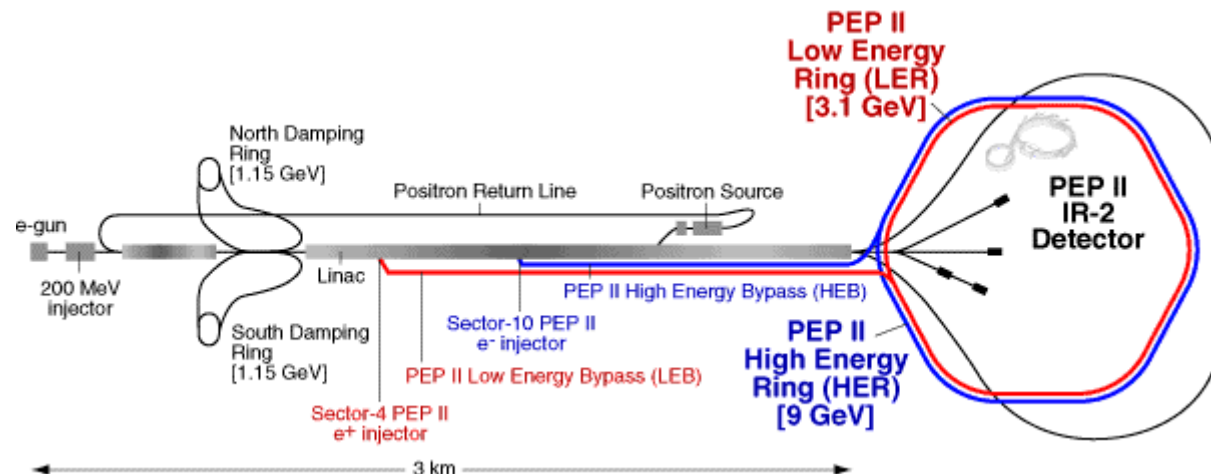 PEP II
Low Energy
Ring (LER)
[3.1 GeV]
North Damping
Ring
[1.15 GeV]
Positron Return Line
Positron Source
e-gun
200 MeV
injector
Linac
PEP II
IR-2
Detector
PEP II High Energy Bypass (HEB)
South Damping
Ring
[1.15 GeV]
Sector-10 PEP II
e- injector
PEP II Low Energy Bypass (LEB)
PEP II
High Energy
Ring (HER)
[9 GeV]
Sector-4 PEP II
e+ injector
3 km